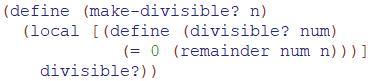 (define (make-divisible? n)
  (local [(define (divisible? num)
            (= 0 (remainder num n)))]
    divisible?))